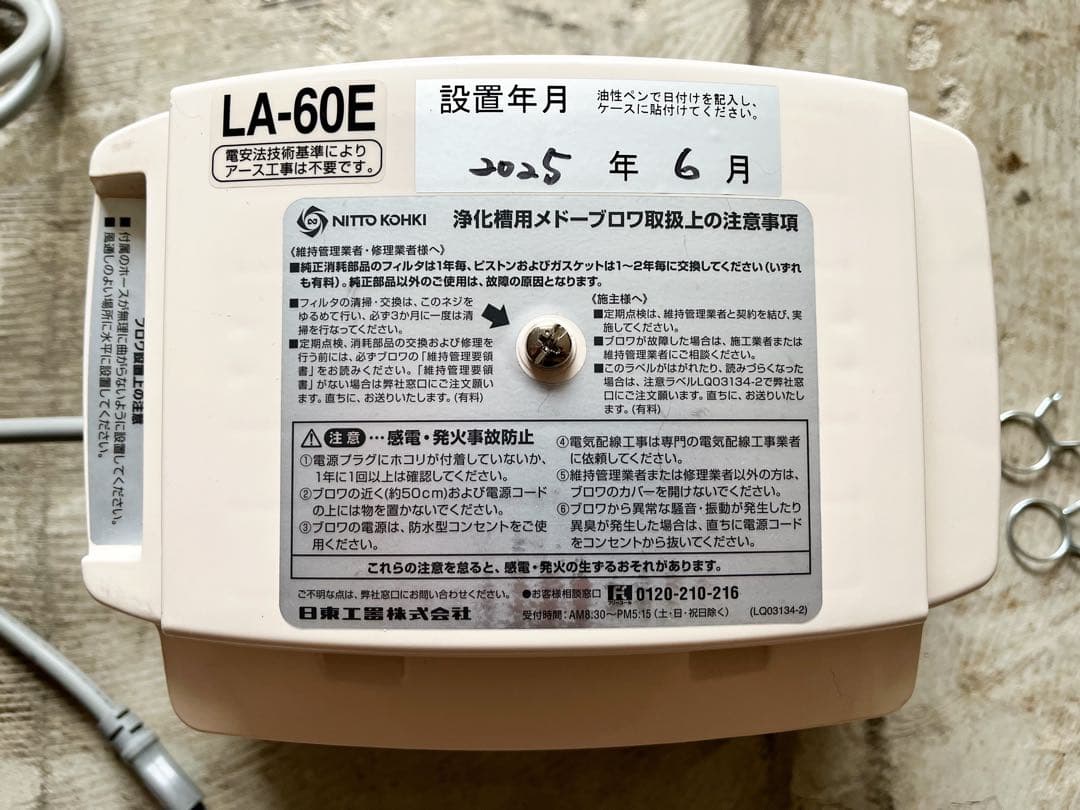 LA-60E
電安法技術基準により
アース工事は不要です。
設置年月
油性ペンで日付けを記入し、
ケースに貼付けてください。
2025 年 6 月
NITTO KOHKI 浄化槽用メドーブロワ取扱上の注意事項
《維持管理業者・修理業者様へ》
■純正消耗部品のフィルタは1年毎、ピストンおよびガスケットは1〜2年毎に交換してください(いずれ
も有料)。純正部品以外のご使用は、故障の原因となります。
■フィルタの清掃・交換は、このネジを
ゆるめて行い、必ず3か月に一度は清
掃を行なってください。
■定期点検、消耗部品の交換および修理を
行う前には、必ずブロワの「維持管理要領
書」をお読みください。「維持管理要領
書」がない場合は弊社窓口にご注文願い
ます。直ちに、お送りいたします。(有料)
《施主様へ》
■定期点検は、維持管理業者と契約を結び、実
施してください。
■ブロワが故障した場合は、施工業者または
維持管理業者にご相談ください。
■このラベルがはがれたり、読みづらくなった
場合は、注意ラベルLQ03134-2で弊社窓
口にご注文願います。直ちに、お送りいたし
ます。(有料)
⚠注意…感電・発火事故防止
①電源プラグにホコリが付着していないか、
1年に1回以上は確認してください。
②ブロワの近く(約50cm)および電源コード
の上には物を置かないでください。
③ブロワの電源は、防水型コンセントをご使
用ください。
④電気配線工事は専門の電気配線工事業者
に依頼してください。
⑤維持管理業者または修理業者以外の方は、
ブロワのカバーを開けないでください。
⑥ブロワから異常な騒音・振動が発生したり
異臭が発生した場合は、直ちに電源コード
をコンセントから抜いてください。
これらの注意を怠ると、感電・発火の生ずるおそれがあります。
ご不明な点は、弊社窓口にお問い合わせください。 ●お客様相談窓口 フリーコール 0120-210-216
日東工器株式会社 受付時間:AM8:30〜PM5:15(土・日・祝日除く) (LQ03134-2)
ブロワ設置上の注意
■付属のホースが無理に曲がらないように設置してください。
■風通しのよい場所に水平に設置してください。